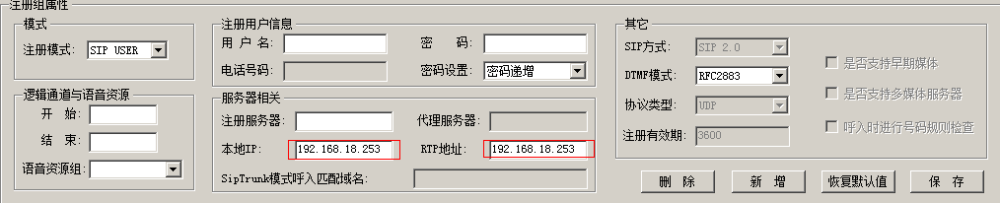 注册组属性
模式
注册模式: SIP USER
逻辑通道与语音资源
开 始:
结 束:
语音资源组:
注册用户信息
用 户 名: 密 码:
电话号码: 密码设置: 密码递增
服务器相关
注册服务器: 代理服务器:
本地IP: 192.168.18.253 RTP地址: 192.168.18.253
SipTrunk模式呼入匹配域名:
其它
SIP方式: SIP 2.0
DTMF模式: RFC2883
协议类型: UDP
注册有效期: 3600
是否支持早期媒体
是否支持多媒体服务器
呼入时进行号码规则检查
删 除 新 增 恢复默认值 保 存